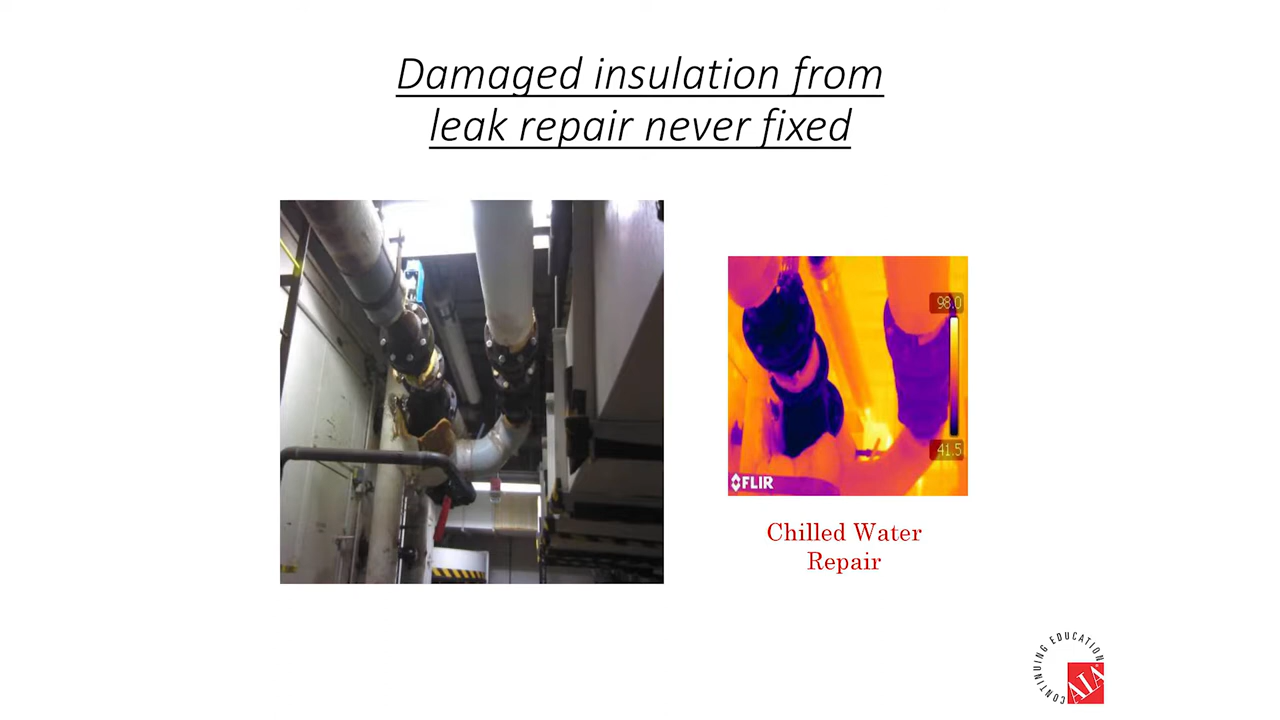 Damaged insulation from
leak repair never fixed
98.0
41.5
FLIR
Chilled Water
Repair
CONTINUING EDUCATION
AIA